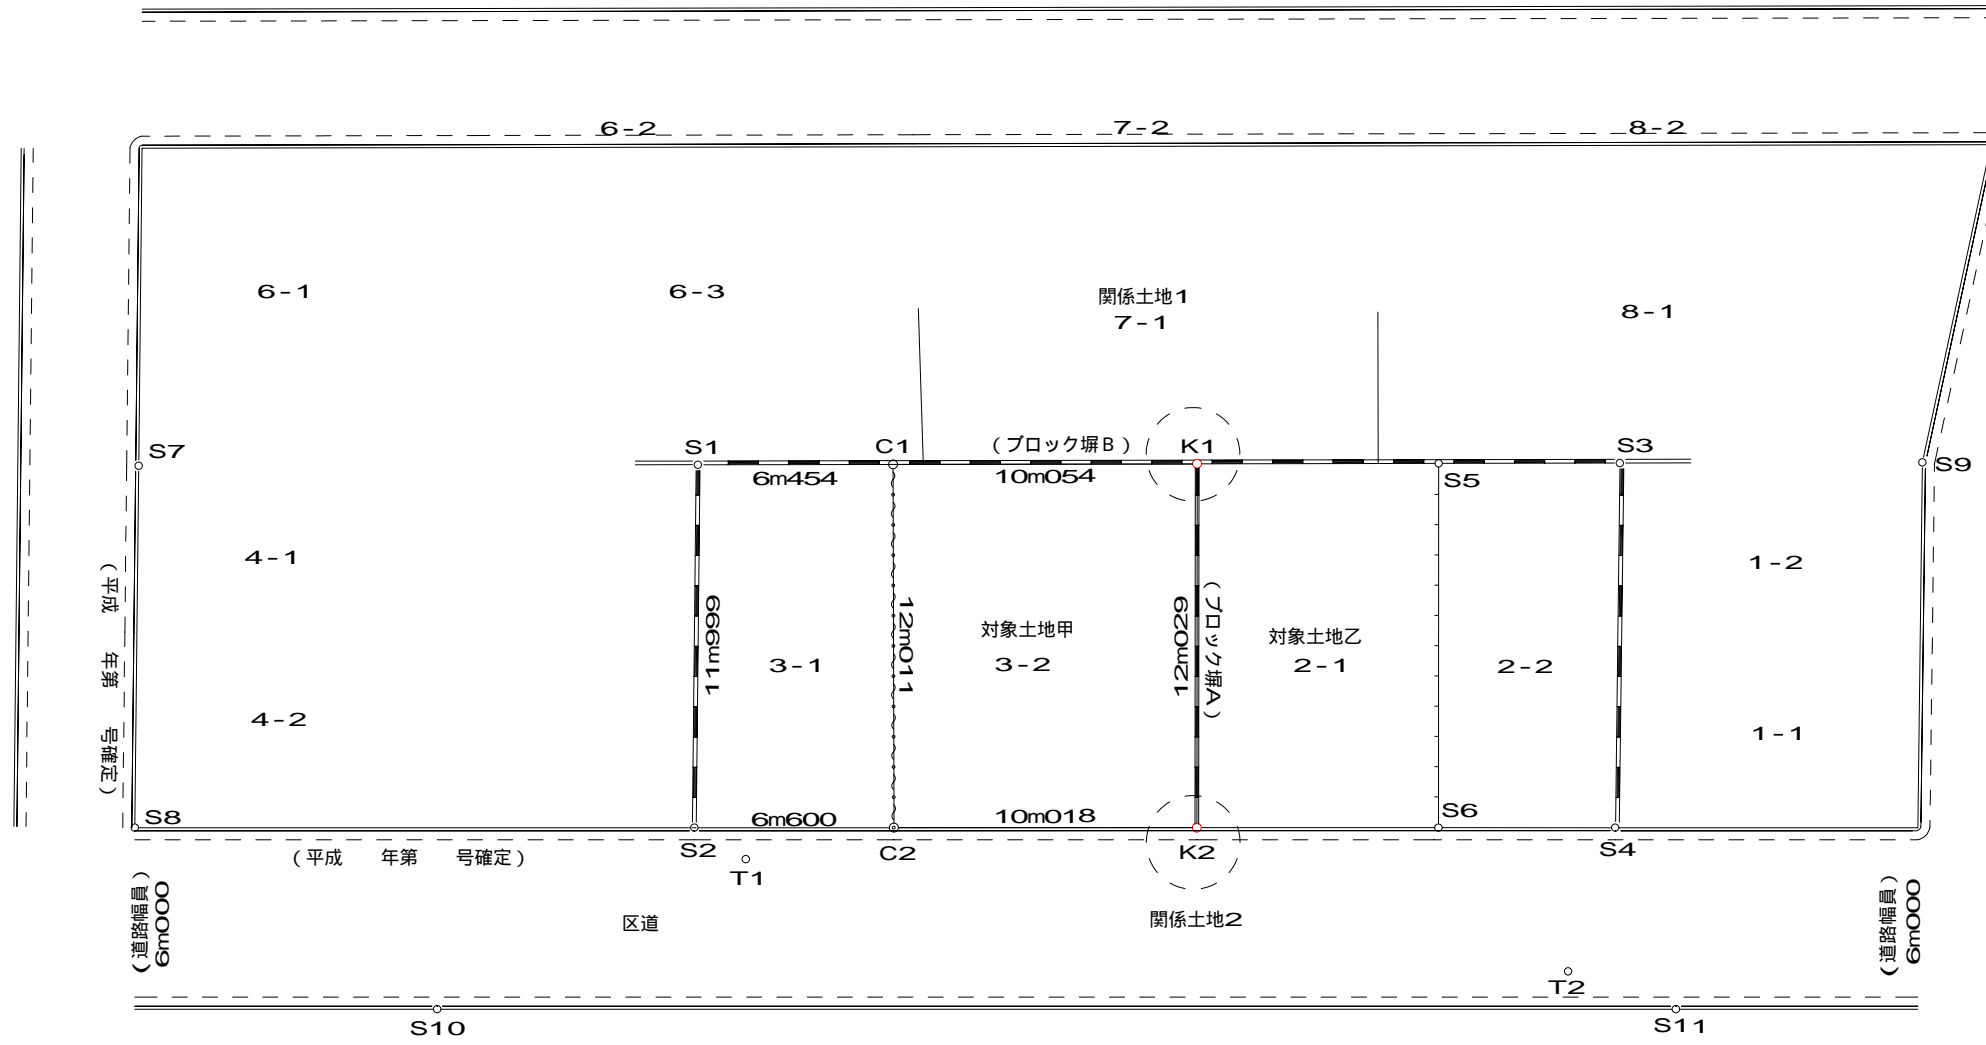 6-2
7-2
8-2
6-1
6-3
関係土地1
7-1
8-1
S7
S1
C1
(ブロック塀B)
K1
S3
S9
6m454
10m054
S5
(平成 年第 号確定)
4-1
4-2
11m999
3-1
12m011
対象土地甲
3-2
12m029
(ブロック塀A)
対象土地乙
2-1
2-2
1-2
1-1
S8
6m600
10m018
S6
(平成 年第 号確定)
S2
T1
C2
K2
S4
(道路幅員)
6m000
区道
関係土地2
(道路幅員)
6m000
T2
S10
S11